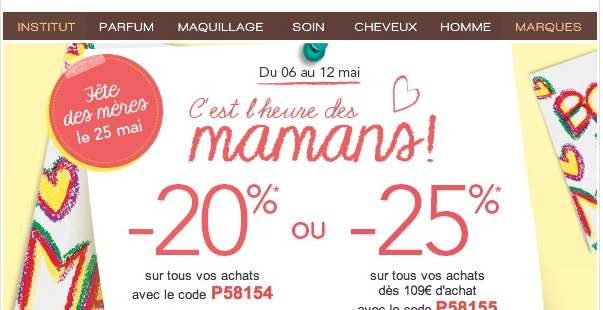 INSTITUT PARFUM MAQUILLAGE SOIN CHEVEUX HOMME MARQUES
Du 06 au 12 mai
Fête
des mères
le 25 mai
C'est l'heure des
mamans!
-20%* ou -25%*
sur tous vos achats
avec le code P58154
sur tous vos achats
dès 109€ d'achat
avec le code P58155